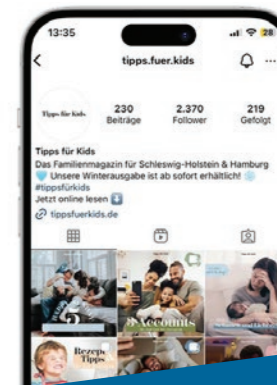 13:35
28
tipps.fuer.kids
Tipps für Kids
230
2.370
219
Beiträge
Follower
Gefolgt
Tipps für Kids
Das Familienmagazin für Schleswig-Holstein & Hamburg
Unsere Winterausgabe ist ab sofort erhältlich!
#tippsfürkids
Jetzt online lesen
tippsfuerkids.de
5
3 Accounts
Rezept
Tipps